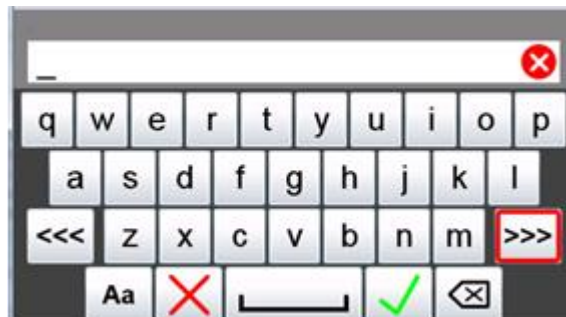 _
q w e r t y u i o p
a s d f g h j k l
<<< z x c v b n m >>>
Aa